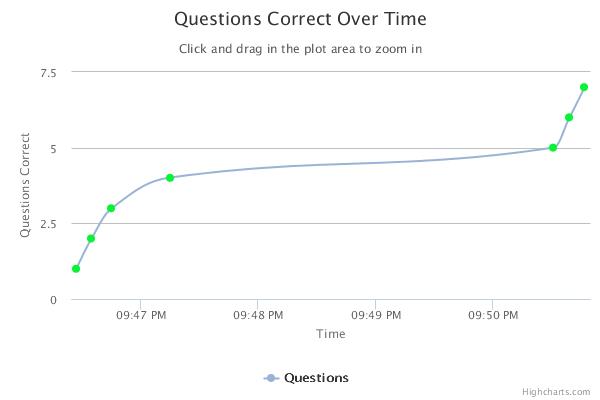 Questions Correct Over Time
Click and drag in the plot area to zoom in
7.5
5
2.5
0
Questions Correct
09:47 PM 09:48 PM 09:49 PM 09:50 PM
Time
Questions
Highcharts.com